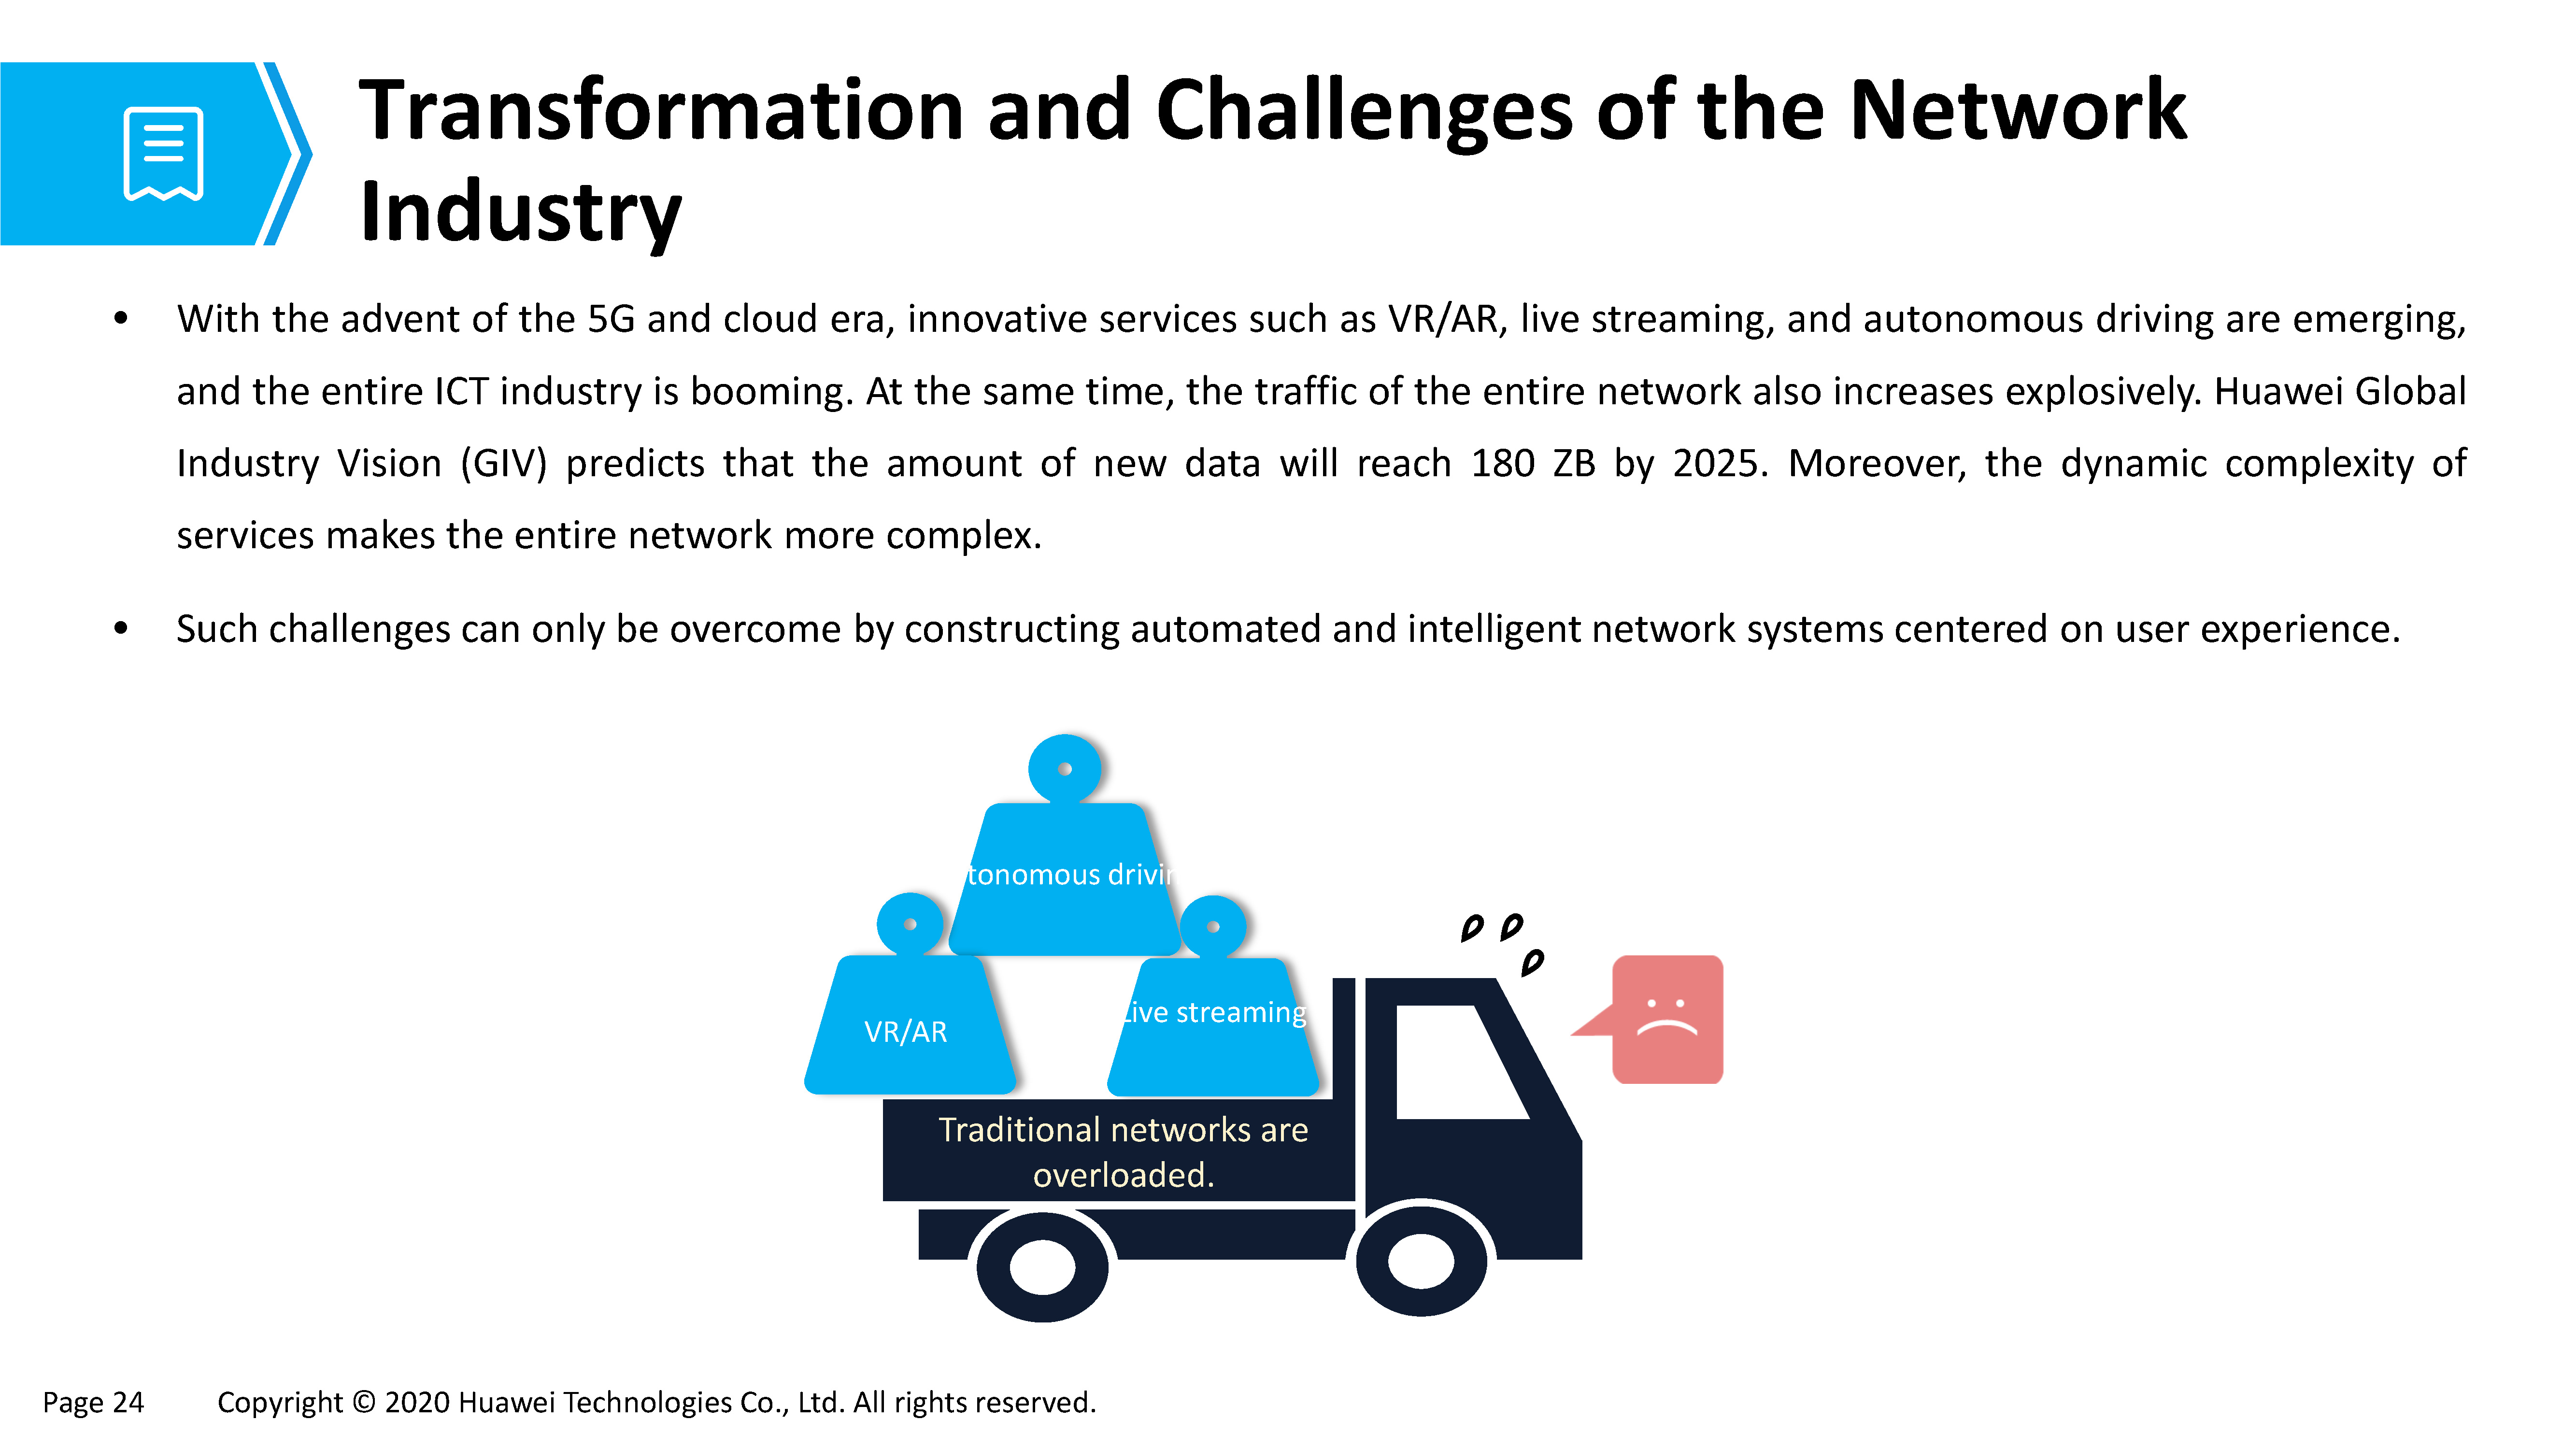 Transformation and Challenges of the Network
Industry
• With the advent of the 5G and cloud era, innovative services such as VR/AR, live streaming, and autonomous driving are emerging,
and the entire ICT industry is booming. At the same time, the traffic of the entire network also increases explosively. Huawei Global
Industry Vision (GIV) predicts that the amount of new data will reach 180 ZB by 2025. Moreover, the dynamic complexity of
services makes the entire network more complex.
• Such challenges can only be overcome by constructing automated and intelligent network systems centered on user experience.
tonomous drivin
Live streaming
VR/AR
Traditional networks are
overloaded.
Page 24 Copyright © 2020 Huawei Technologies Co., Ltd. All rights reserved.